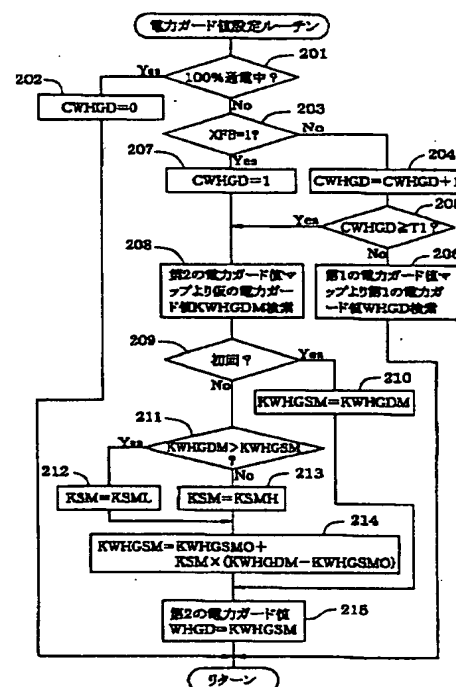 電力ガード値設定ルーチン
201
202
Yes
100%通電中?
CWHGD=0
No
203
XFB=1?
No
207
Yes
204
CWHGD=1
CWHGD=CWHGD+1
205
Yes
CWHGD≧T1?
208
No
206
第2の電力ガード値マ
ップより仮の電力ガー
ド値KWHGDM検索
第1の電力ガード値マ
ップより第1の電力ガ
ード値WHGD検索
209
初回?
Yes
210
No
KWHGSM=KWHGDM
211
Yes
KWHGDM>KWHGSM
?
212
213
No
KSM=KSML
KSM=KSMH
214
KWHGSM=KWHGSMO+
KSM×(KWHGDM-KWHGSMO)
第2の電力ガード値
WHGD=KWHGSM
215
リターン